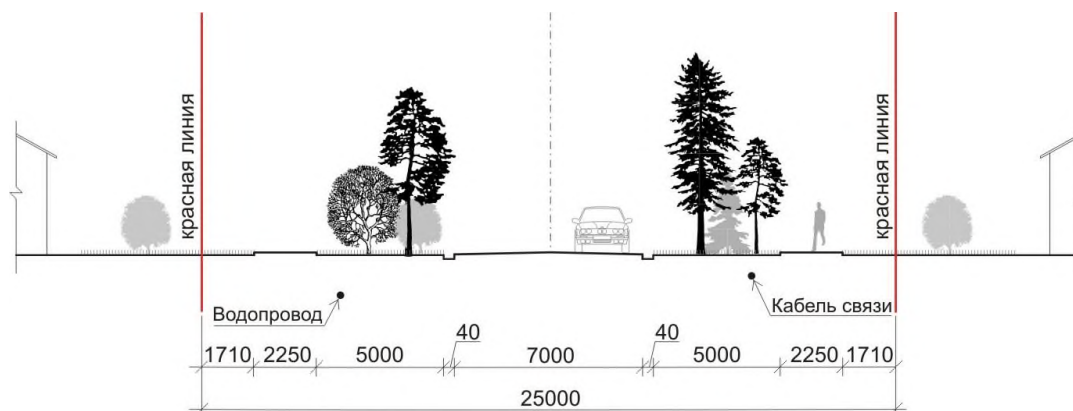 красная линия
красная линия
Водопровод
Кабель связи
40
40
1710 2250 5000 7000 5000 2250 1710
25000